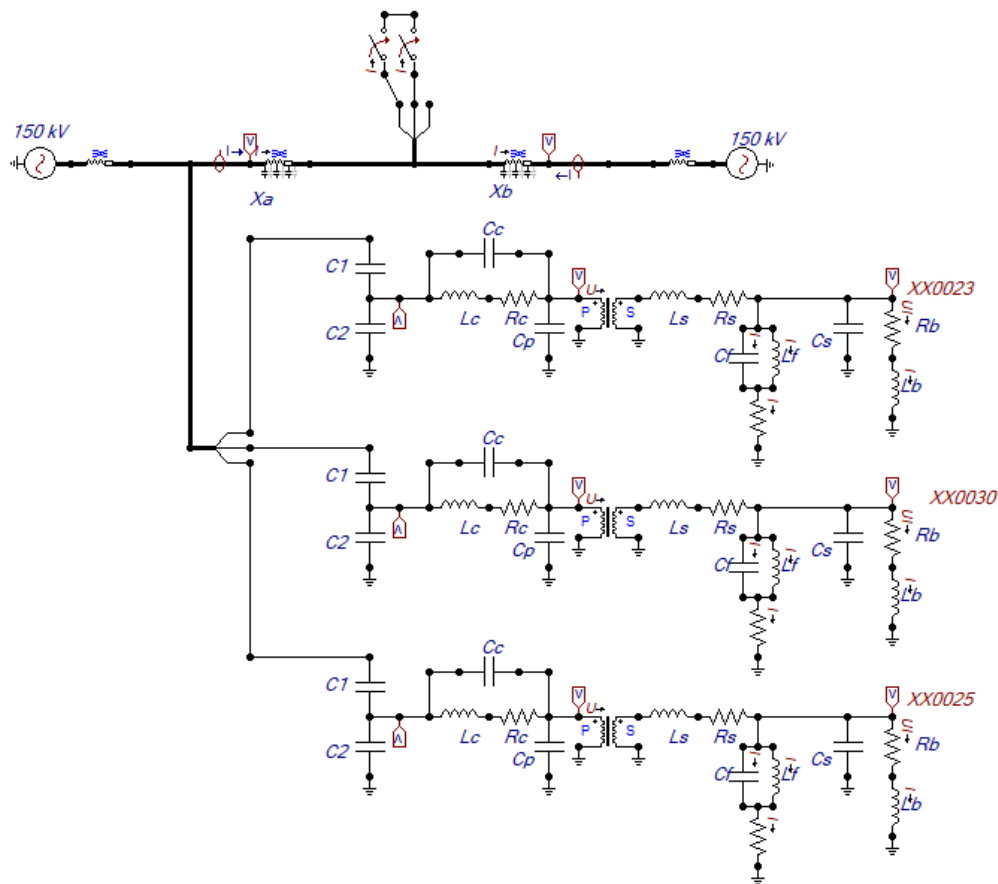 150 kV
150 kV
I
V
I
I
I
I
V
I
Xa
Xb
C1
Cc
V
V
XX0023
U
U
I
Rb
C2
V
Lc
Rc
P
S
Ls
Rs
Cp
Cf
I
I
Lf
Cs
I
Lb
I
C1
Cc
V
V
XX0030
U
U
I
Rb
C2
V
Lc
Rc
P
S
Ls
Rs
Cp
Cf
I
I
Lf
Cs
I
Lb
I
C1
Cc
V
V
XX0025
U
U
I
Rb
C2
V
Lc
Rc
P
S
Ls
Rs
Cp
Cf
I
I
Lf
Cs
I
Lb
I